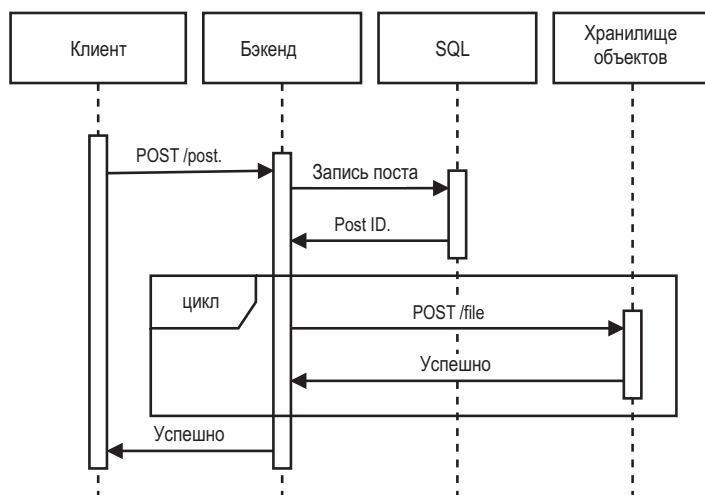 Клиент
Бэкенд
SQL
Хранилище
объектов
POST /post.
Запись поста
Post ID.
цикл
POST /file
Успешно
Успешно